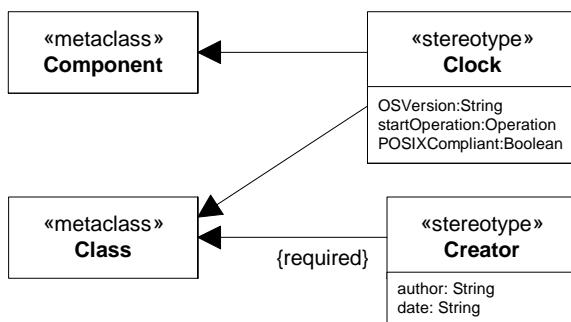 «metaclass»
Component
«stereotype»
Clock
OSVersion:String
startOperation:Operation
POSIXCompliant:Boolean
«metaclass»
Class
{required}
«stereotype»
Creator
author: String
date: String